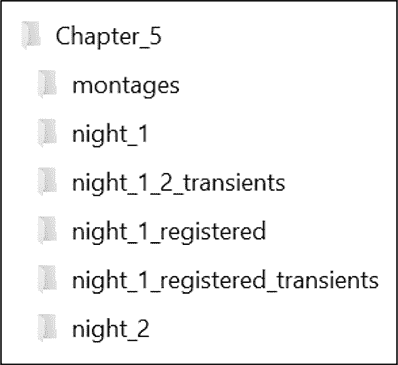 Chapter_5
montages
night_1
night_1_2_transients
night_1_registered
night_1_registered_transients
night_2